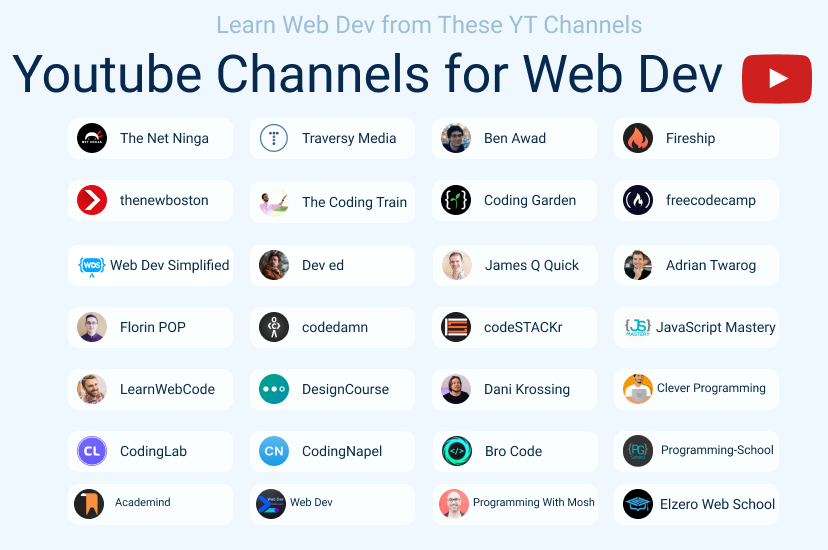 Learn Web Dev from These YT Channels
Youtube Channels for Web Dev
The Net Ninga
Traversy Media
Ben Awad
Fireship
thenewboston
The Coding Train
Coding Garden
freecodecamp
WDS Web Dev Simplified
Dev ed
James Q Quick
Adrian Twarog
Florin POP
codedamn
codeSTACKr
JS MASTERY JavaScript Mastery
LearnWebCode
DesignCourse
Dani Krossing
Clever Programming
CL CodingLab
CN CodingNapel
</> Bro Code
PG Programming-School
Academind
Web Dev Web Dev
Programming With Mosh
Elzero Web School